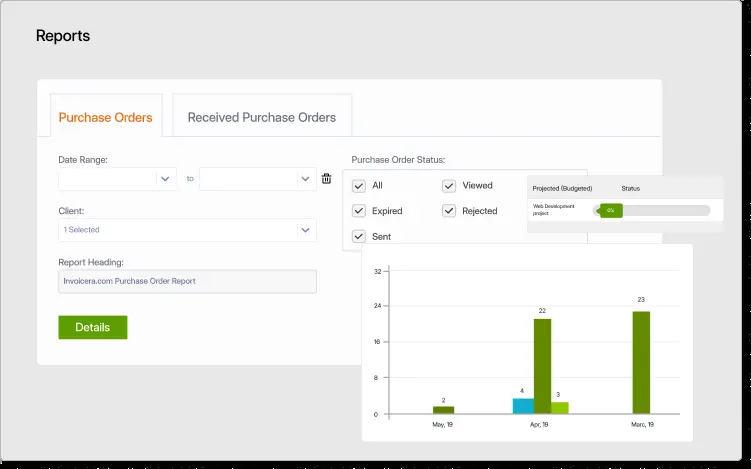 Reports
Purchase Orders
Received Purchase Orders
Date Range:
to
Client:
1 Selected
Report Heading:
Invoicera.com Purchase Order Report
Details
Purchase Order Status:
All
Viewed
Expired
Rejected
Sent
Projected (Budgeted)
Status
Web Development
project
0%
32
24
16
8
0
2
4
22
3
23
May, 19
Apr, 19
Marc, 19